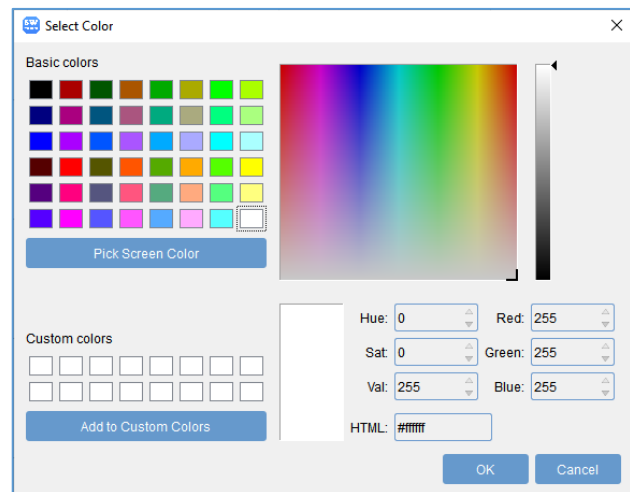 SW
Select Color
Basic colors
Pick Screen Color
Custom colors
Add to Custom Colors
Hue: 0
Red: 255
Sat: 0
Green: 255
Val: 255
Blue: 255
HTML: #ffffff
OK
Cancel